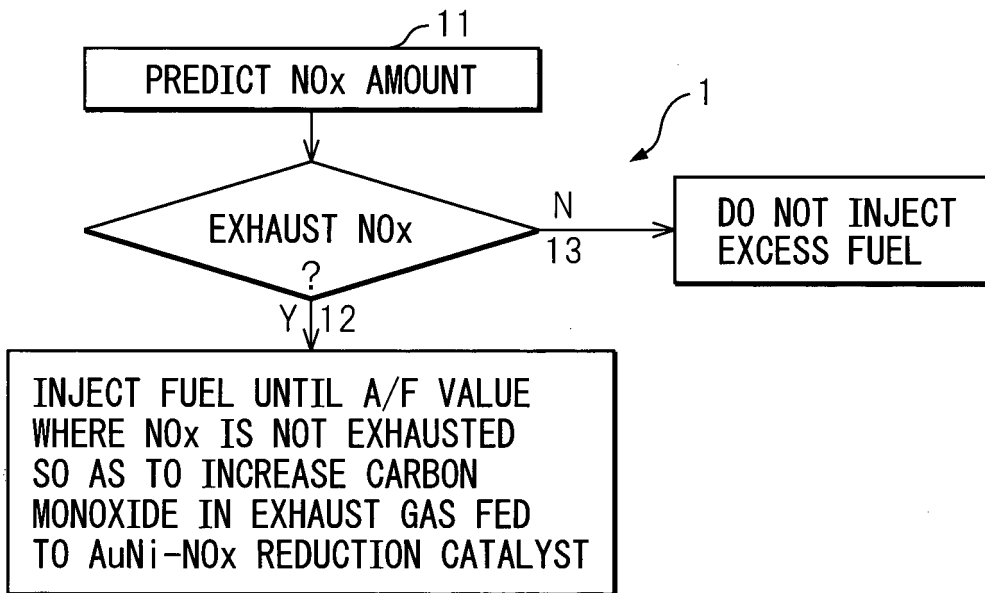 11
PREDICT NOx AMOUNT
1
EXHAUST NOx
?
N
13
DO NOT INJECT
EXCESS FUEL
Y 12
INJECT FUEL UNTIL A/F VALUE
WHERE NOx IS NOT EXHAUSTED
SO AS TO INCREASE CARBON
MONOXIDE IN EXHAUST GAS FED
TO AuNi-NOx REDUCTION CATALYST